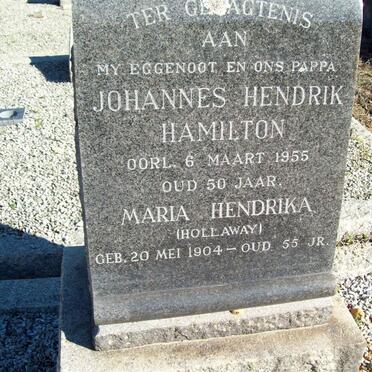 TER GEDAGTENIS
AAN
MY EGGENOOT EN ONS PAPPA
JOHANNES HENDRIK
HAMILTON
OORL. 6 MAART 1955
OUD 50 JAAR.
MARIA HENDRIKA
(HOLLAWAY)
GEB. 20 MEI 1904 – OUD 55 JR.